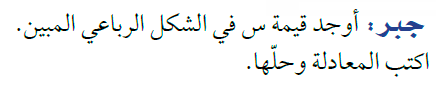 جبر: أوجد قيمة س في الشكل الرباعي المبين.
اكتب المعادلة وحلّها.